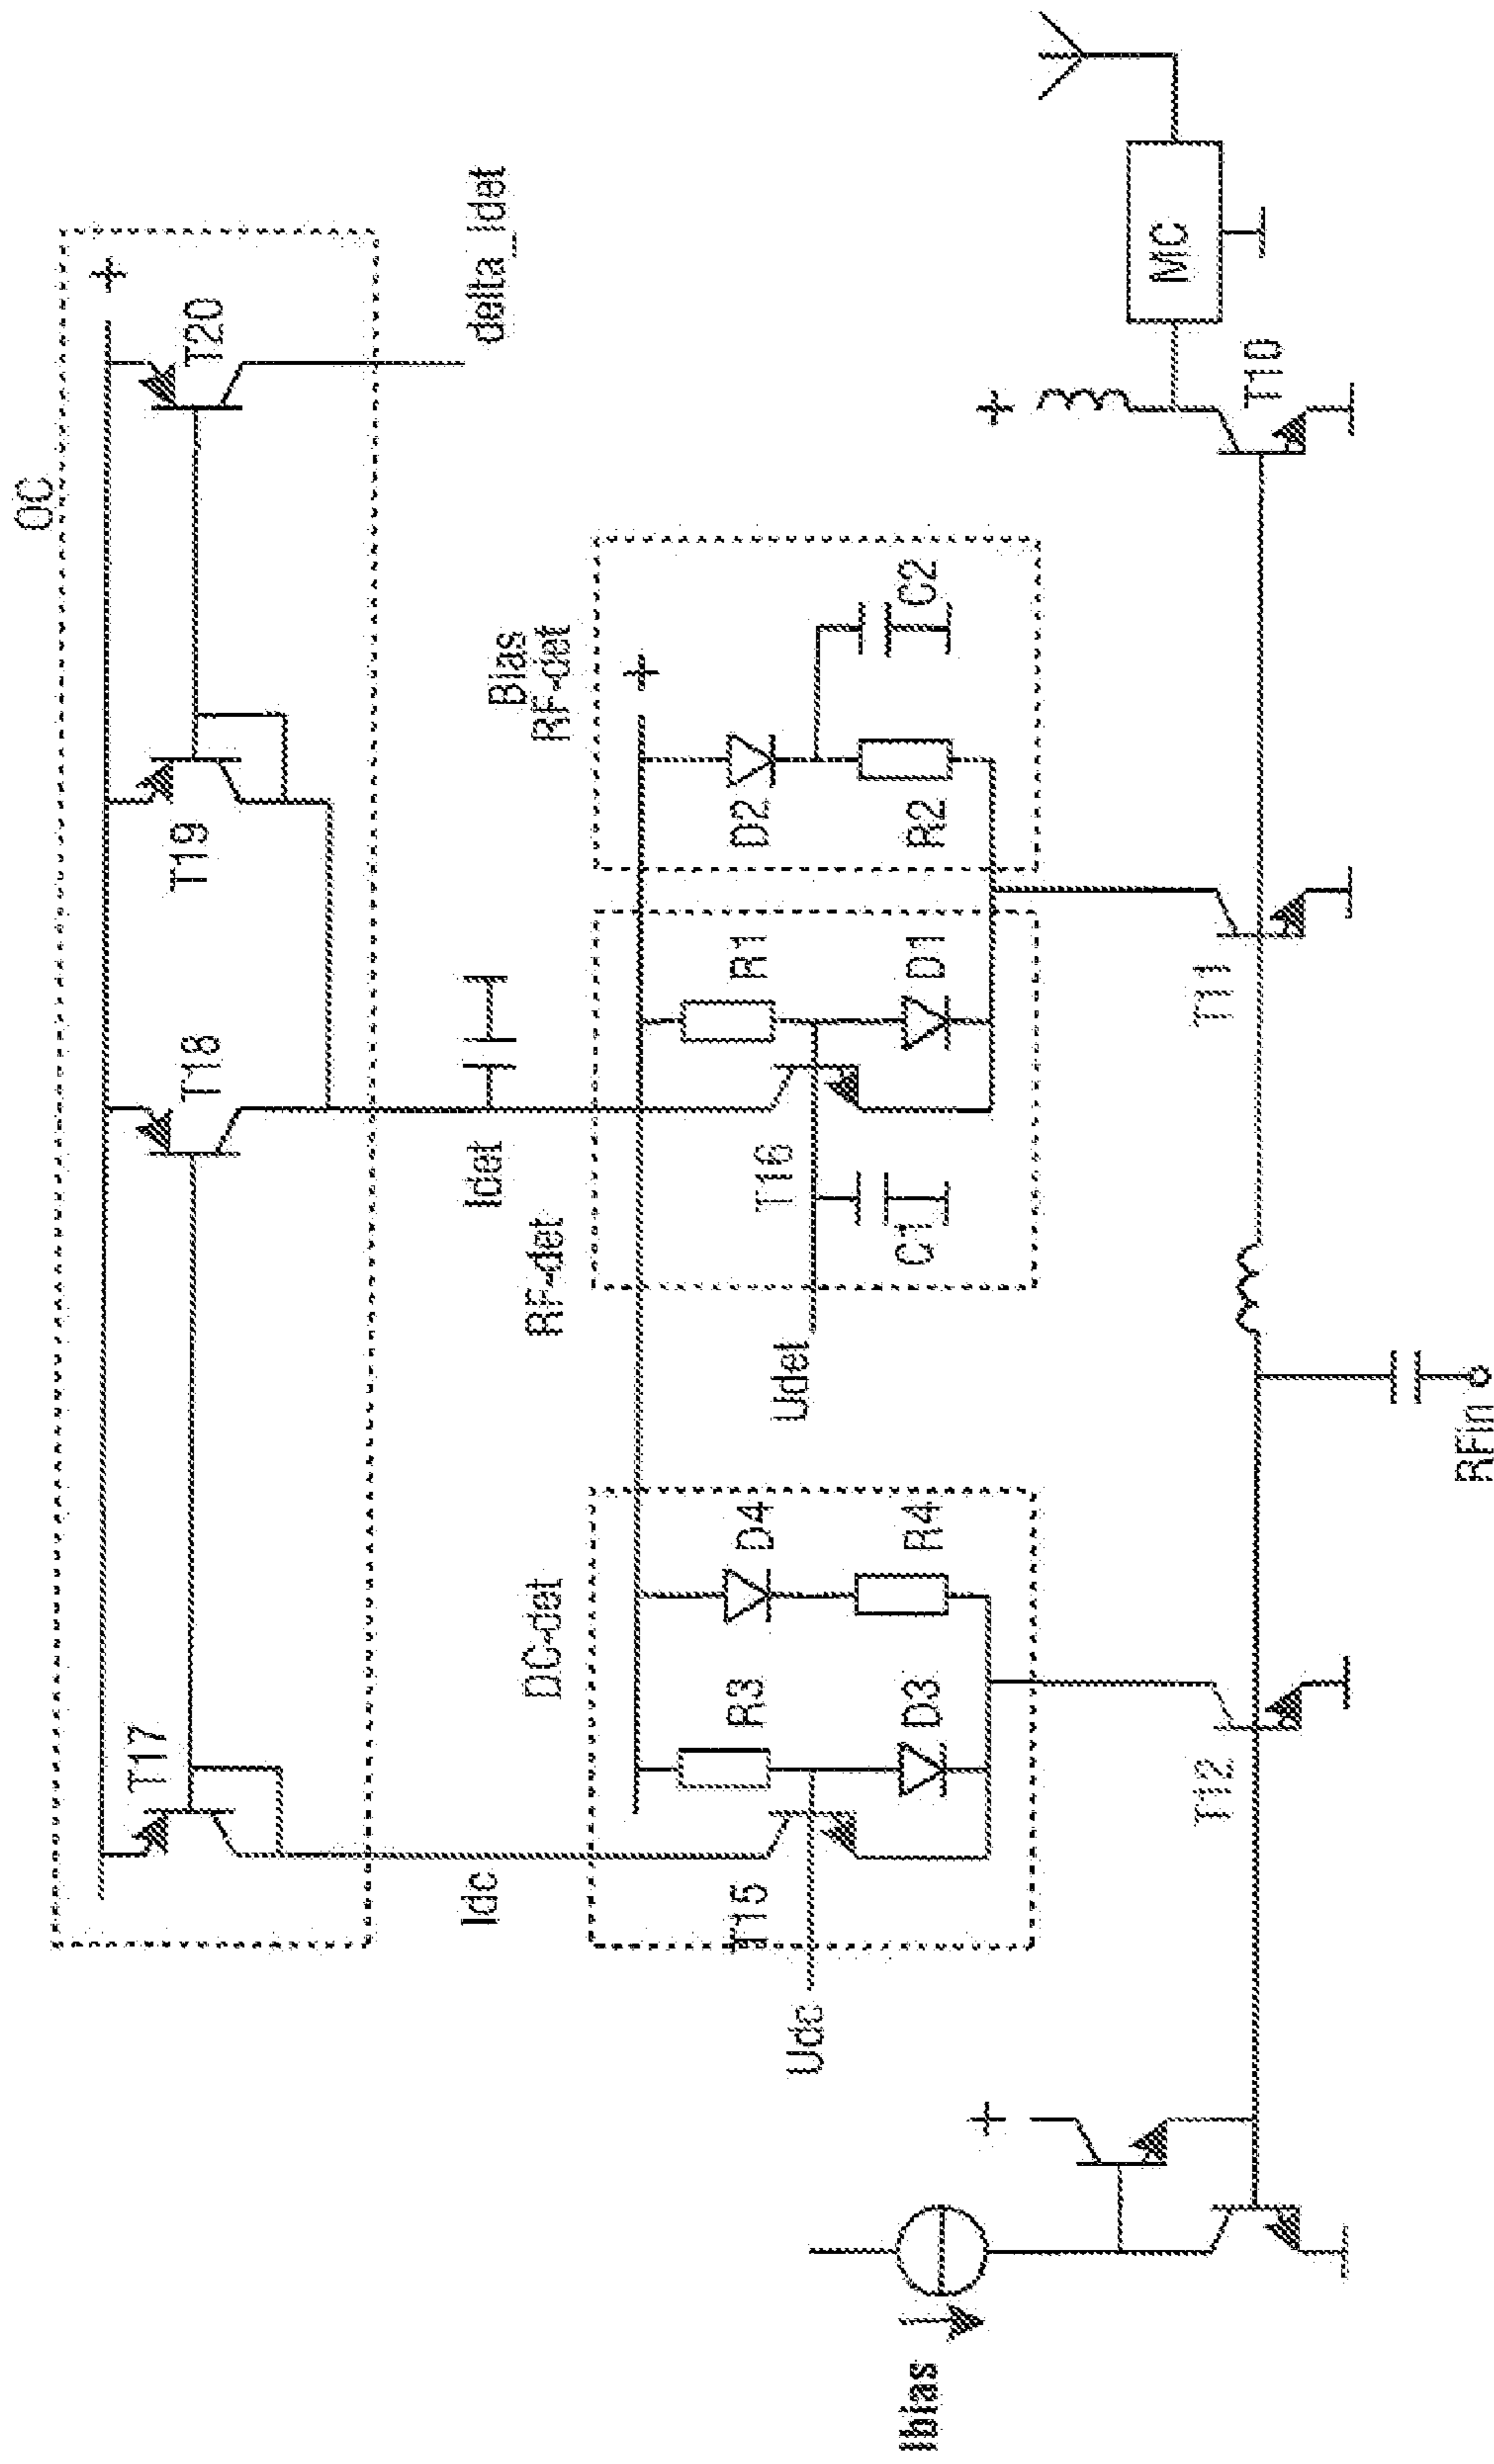 OC
T17
T18
T19
T20
delta_Idet
Idc
Idet
DC-det
RF-det
Bias
RF-det
R3
D4
R1
D2
T15
T16
Udc
Udet
D3
R4
C1
D1
R2
C2
Ibias
T12
T11
T10
MC
RFin